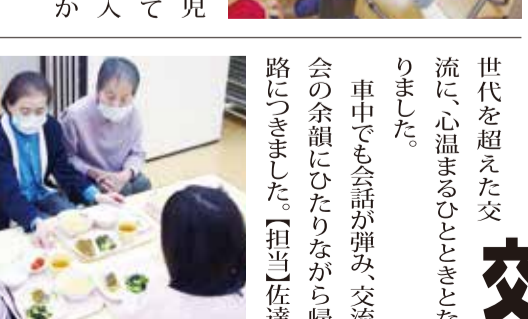 児
て
人
か
交
世代を超えた交
流に、心温まるひとときとな
りました。
車中でも会話が弾み、交流
会の余韻にひたりながら帰
路につきました。【担当】佐達